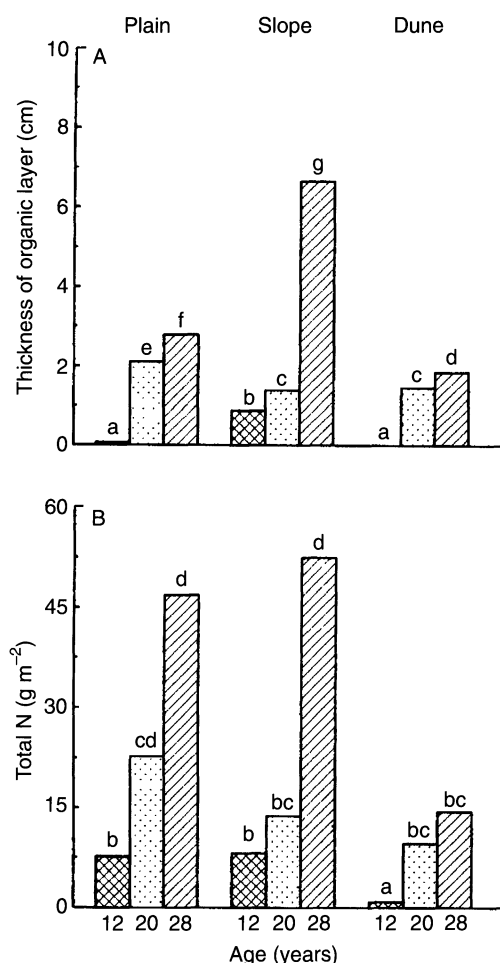 Plain Slope Dune
A
Thickness of organic layer (cm)
10
8
6
4
2
0
a e f b c g a c d
B
Total N (g m⁻²)
60
45
30
15
0
b cd d b bc d a bc bc
12 20 28 12 20 28 12 20 28
Age (years)